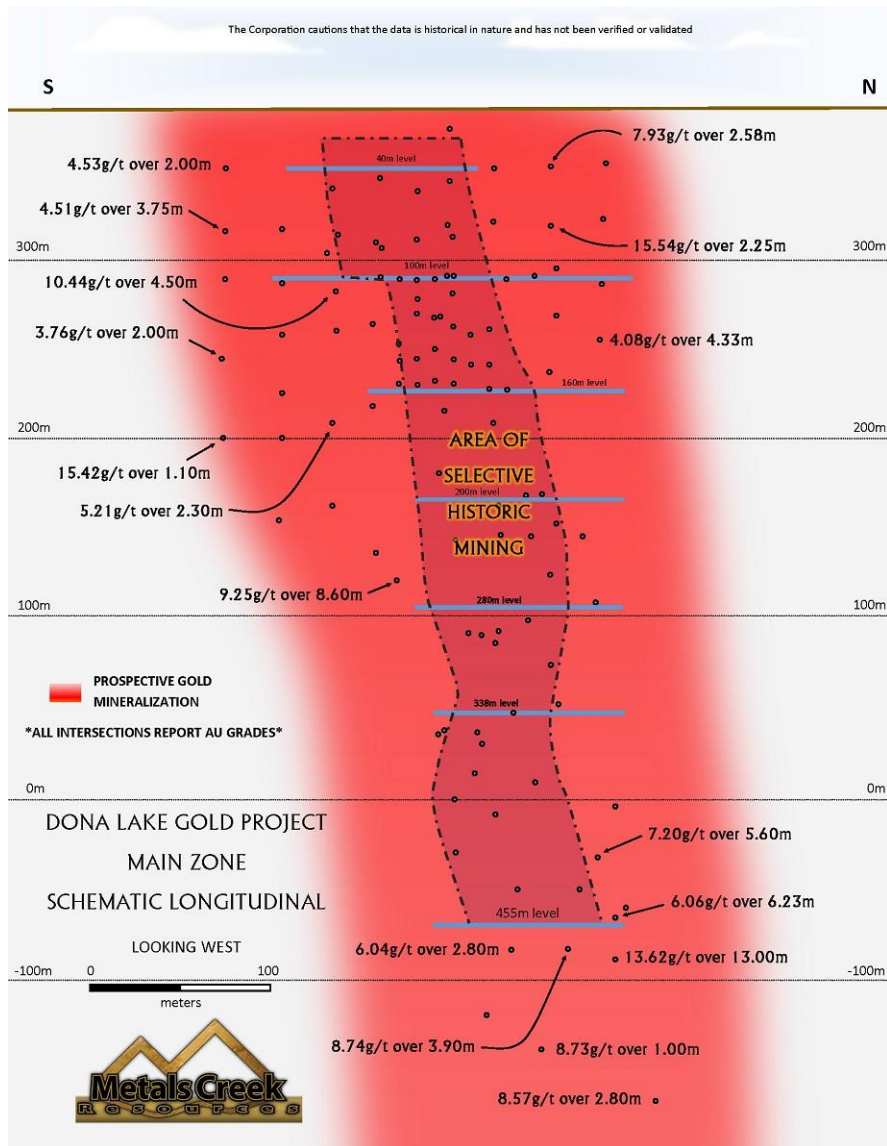 The Corporation cautions that the data is historical in nature and has not been verified or validated
S
N
40m level
7.93g/t over 2.58m
4.53g/t over 2.00m
4.51g/t over 3.75m
15.54g/t over 2.25m
300m
300m
100m level
10.44g/t over 4.50m
3.76g/t over 2.00m
4.08g/t over 4.33m
160m level
200m
200m
AREA OF
SELECTIVE
200m level
HISTORIC
MINING
15.42g/t over 1.10m
5.21g/t over 2.30m
9.25g/t over 8.60m
280m level
100m
100m
PROSPECTIVE GOLD
MINERALIZATION
338m level
*ALL INTERSECTIONS REPORT AU GRADES*
0m
0m
DONA LAKE GOLD PROJECT
MAIN ZONE
SCHEMATIC LONGITUDINAL
7.20g/t over 5.60m
6.06g/t over 6.23m
455m level
LOOKING WEST
6.04g/t over 2.80m
13.62g/t over 13.00m
-100m
-100m
0 100
meters
8.74g/t over 3.90m
8.73g/t over 1.00m
8.57g/t over 2.80m
Metals Creek
Resources